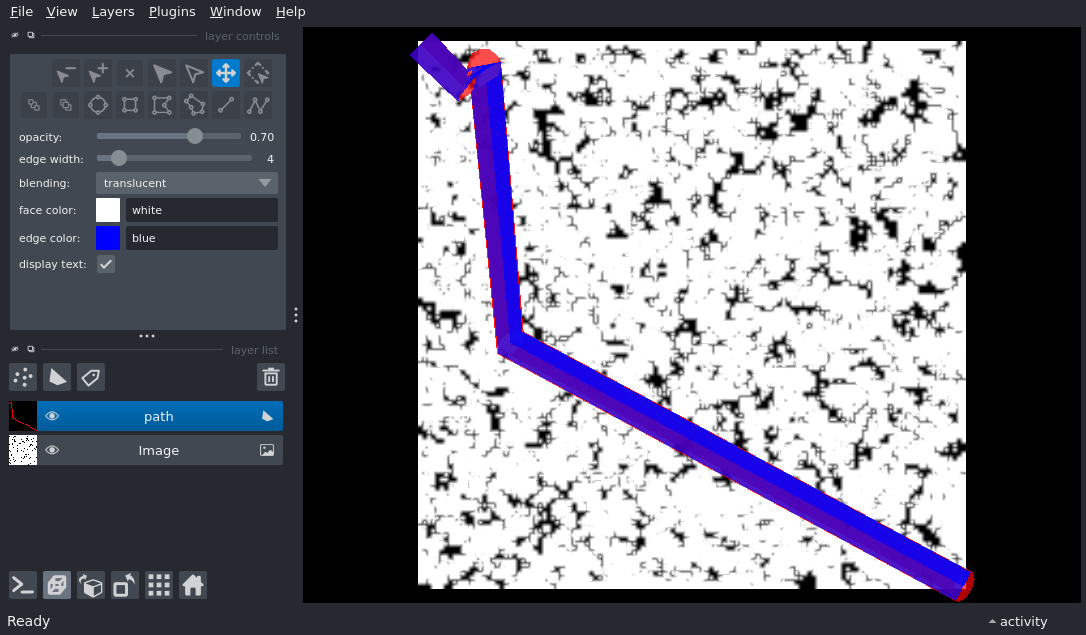 File View Layers Plugins Window Help
layer controls
opacity: 0.70
edge width: 4
blending: translucent
face color: white
edge color: blue
display text:
layer list
path
Image
Ready activity